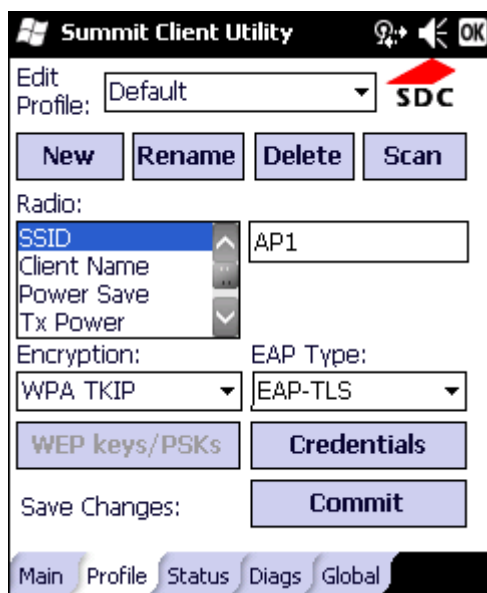 Summit Client Utility OK
Edit
Profile: Default
SDC
New Rename Delete Scan
Radio:
SSID AP1
Client Name
Power Save
Tx Power
Encryption: EAP Type:
WPA TKIP EAP-TLS
WEP keys/PSKs Credentials
Save Changes: Commit
Main Profile Status Diags Global